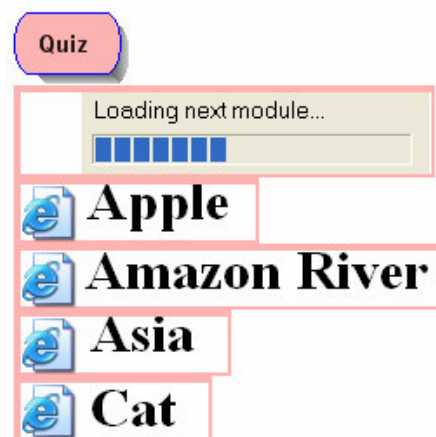 Quiz
Loading next module...
Apple
Amazon River
Asia
Cat